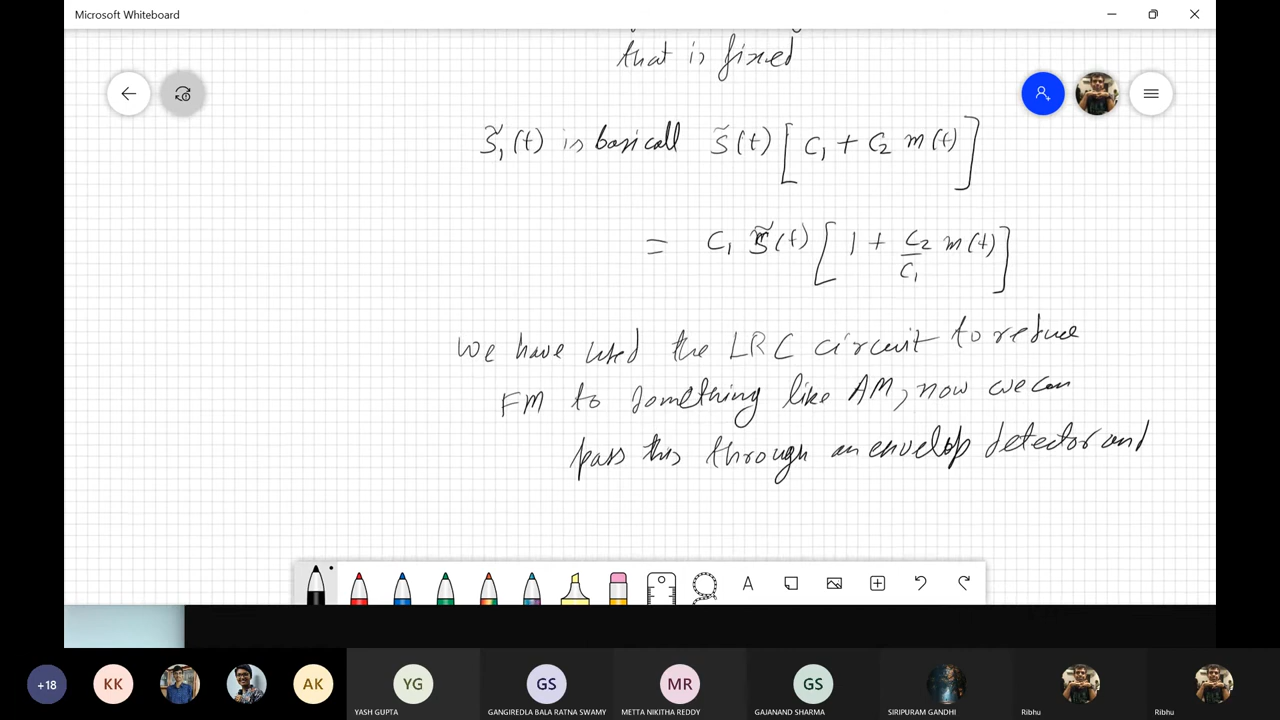 Microsoft Whiteboard
that is fixed
s̃₁(t) is basicall s̃(t) [ C₁ + C₂ m(t) ]
= C₁ s̃(t) [ 1 + C₂/C₁ m(t) ]
We have used the LRC circuit to reduce
FM to something like AM, now we can
pass this through an envelop detector and
A
+18
KK
AK
YG
GS
MR
GS
YASH GUPTA
GANGIREDLA BALA RATNA SWAMY
METTA NIKITHA REDDY
GAJANAND SHARMA
SIRIPURAM GANDHI
Ribhu
Ribhu